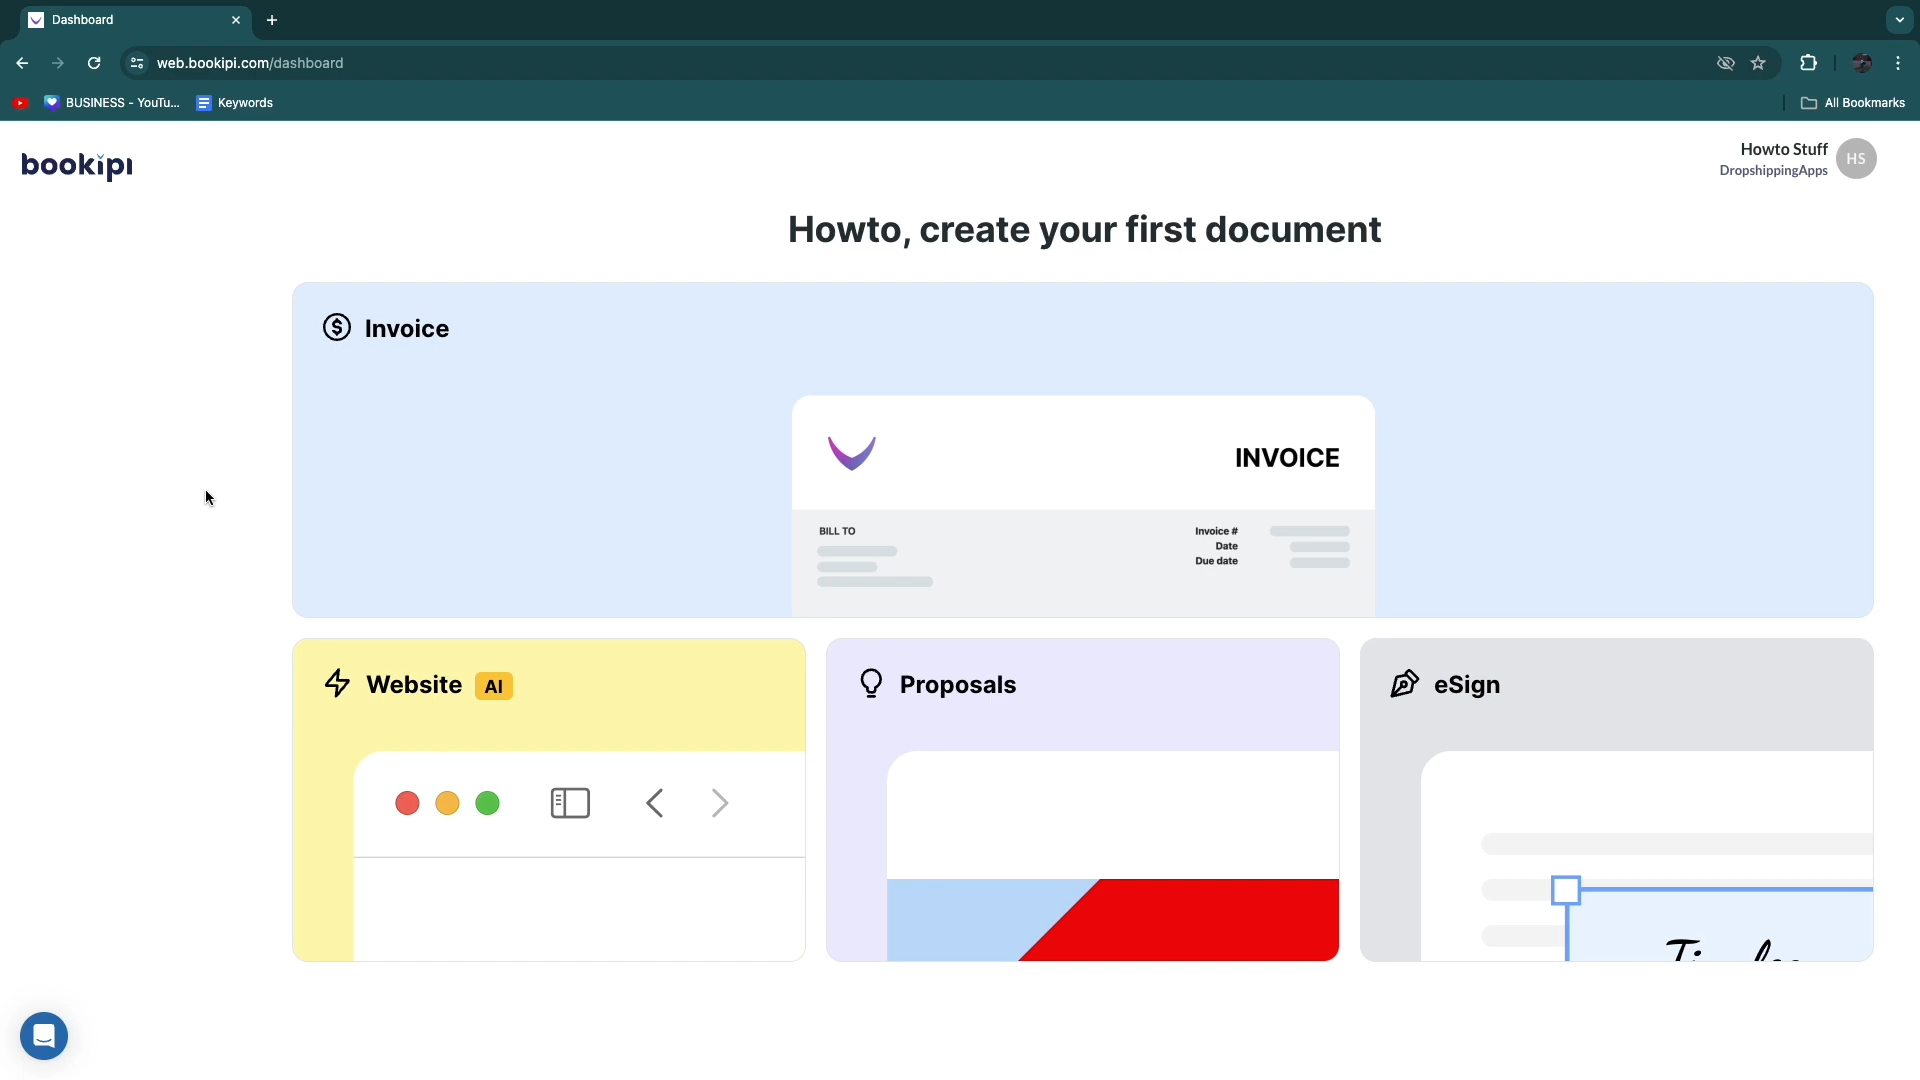 Dashboard
web.bookipi.com/dashboard
BUSINESS - YouTu...
Keywords
All Bookmarks
bookipi
Howto Stuff
DropshippingApps
HS
Howto, create your first document
Invoice
INVOICE
BILL TO
Invoice #
Date
Due date
Website AI
Proposals
eSign